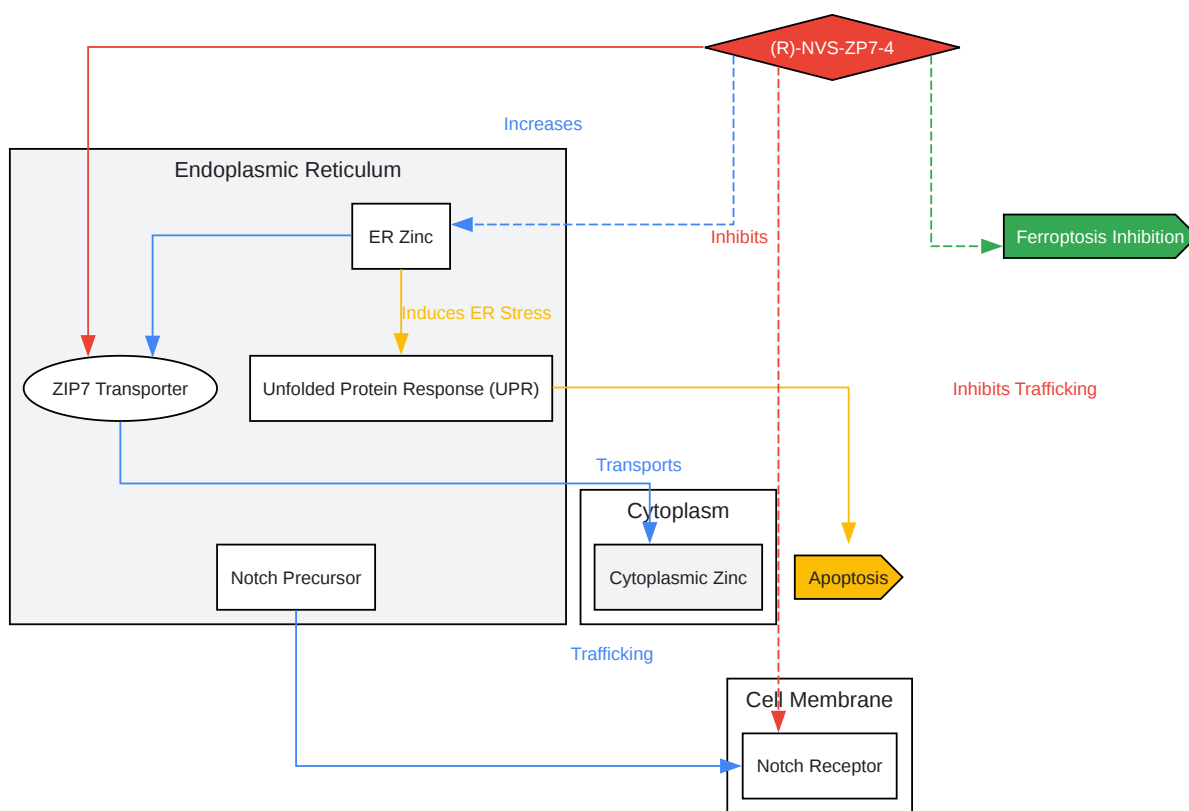 (R)-NVS-ZP7-4
Increases
Endoplasmic Reticulum
ER Zinc
Inhibits
Ferroptosis Inhibition
Induces ER Stress
ZIP7 Transporter
Unfolded Protein Response (UPR)
Inhibits Trafficking
Transports
Cytoplasm
Notch Precursor
Cytoplasmic Zinc
Apoptosis
Trafficking
Cell Membrane
Notch Receptor